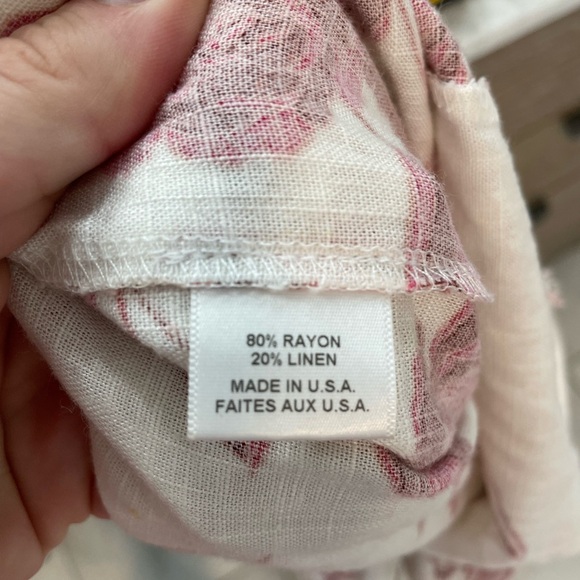 80% RAYON
20% LINEN
MADE IN U.S.A.
FAITES AUX U.S.A.